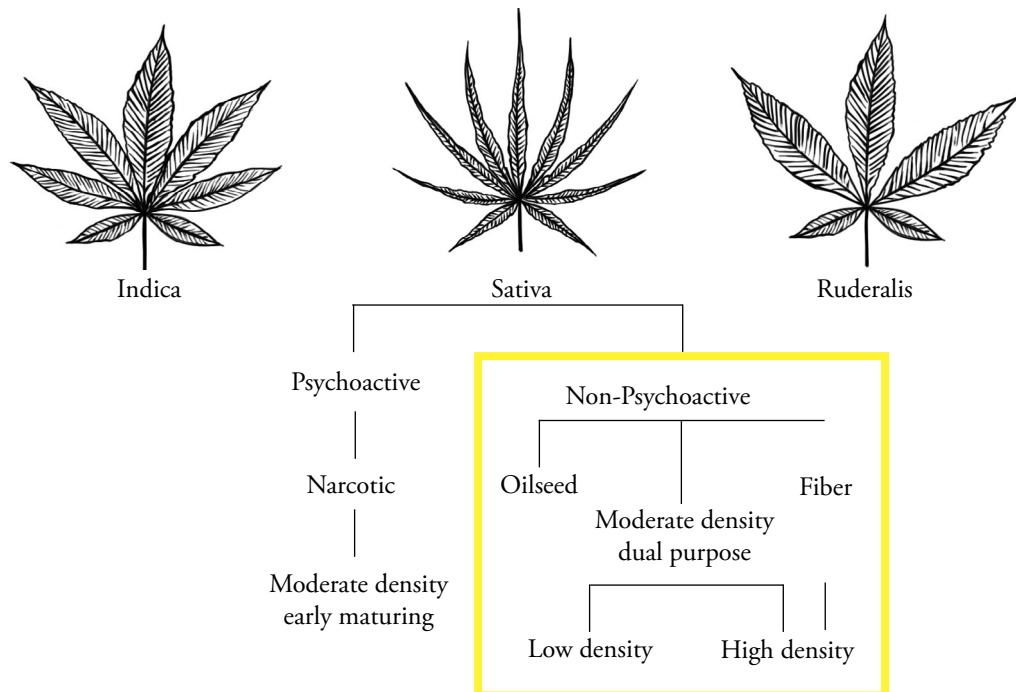 Indica
Sativa
Ruderalis
Psychoactive
Non-Psychoactive
Narcotic
Oilseed
Fiber
Moderate density
dual purpose
Moderate density
early maturing
Low density
High density